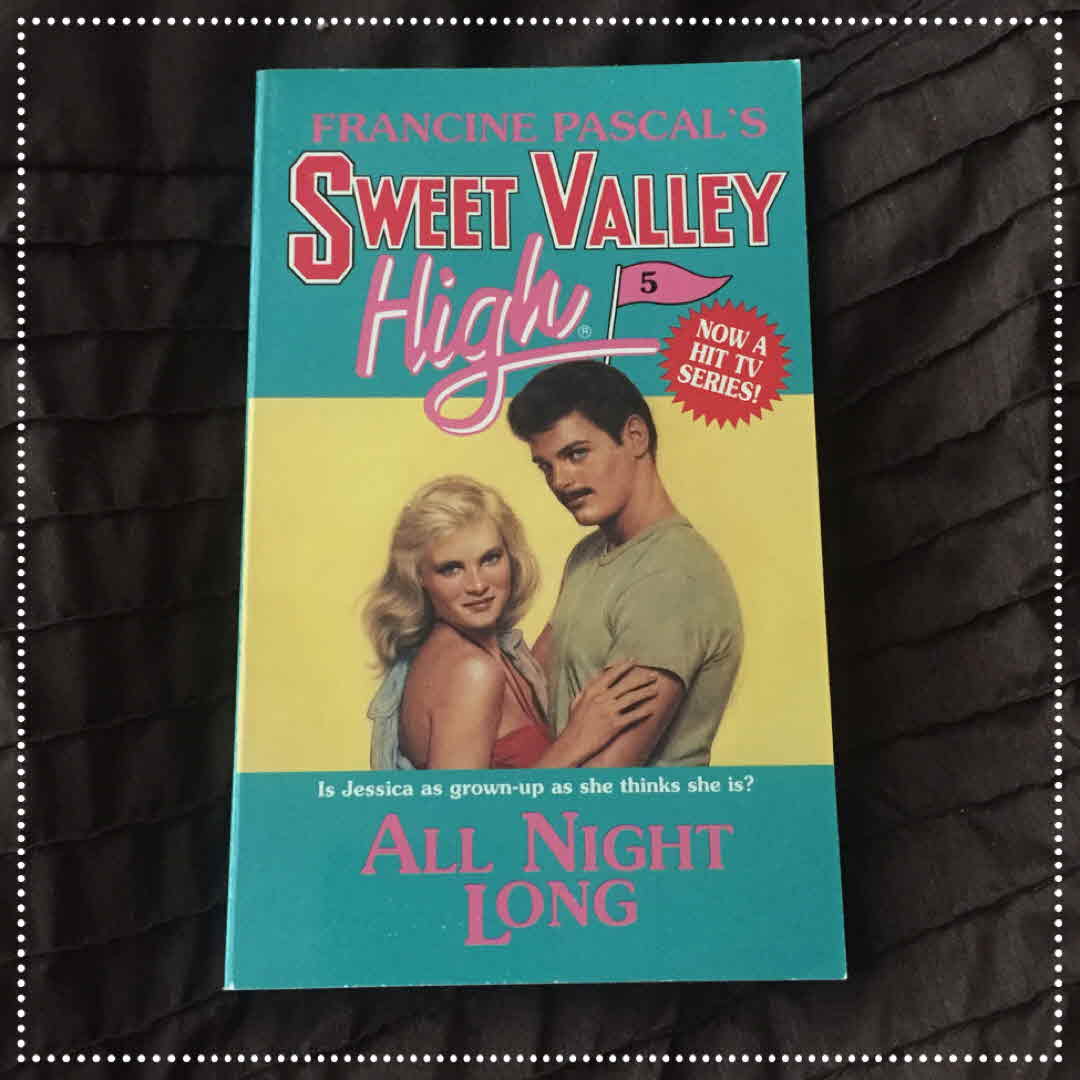 FRANCINE PASCAL'S
SWEET VALLEY
High®
5
NOW A
HIT TV
SERIES!
Is Jessica as grown-up as she thinks she is?
ALL NIGHT
LONG